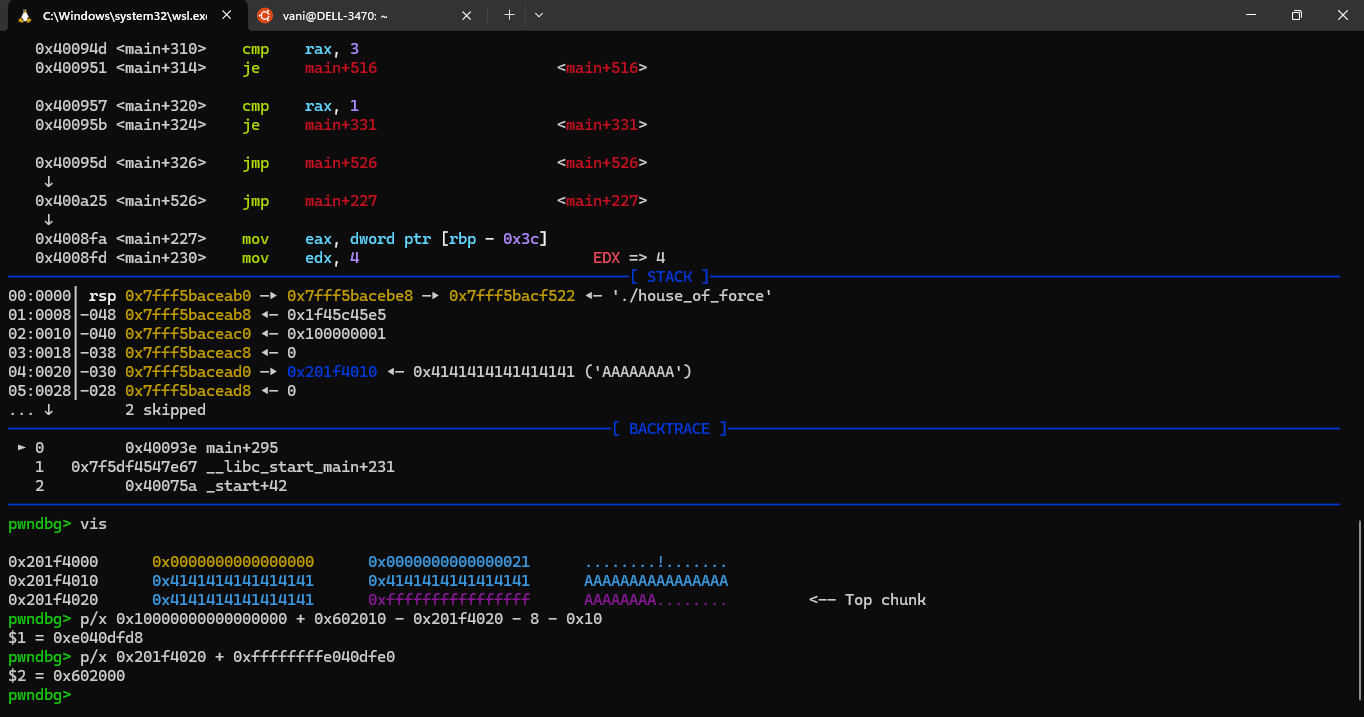 C:\Windows\system32\wsl.exe vani@DELL-3470: ~
0x40094d <main+310> cmp rax, 3
0x400951 <main+314> je main+516 <main+516>
0x400957 <main+320> cmp rax, 1
0x40095b <main+324> je main+331 <main+331>
0x40095d <main+326> jmp main+526 <main+526>
↓
0x400a25 <main+526> jmp main+227 <main+227>
↓
0x4008fa <main+227> mov eax, dword ptr [rbp - 0x3c]
0x4008fd <main+230> mov edx, 4 EDX => 4
[ STACK ]
00:0000│ rsp 0x7fff5baceab0 —▸ 0x7fff5bacebe8 —▸ 0x7fff5bacf522 ◂— './house_of_force'
01:0008│-048 0x7fff5baceab8 ◂— 0x1f45c45e5
02:0010│-040 0x7fff5baceac0 ◂— 0x100000001
03:0018│-038 0x7fff5baceac8 ◂— 0
04:0020│-030 0x7fff5bacead0 —▸ 0x201f4010 ◂— 0x4141414141414141 ('AAAAAAAA')
05:0028│-028 0x7fff5bacead8 ◂— 0
... ↓ 2 skipped
[ BACKTRACE ]
► 0 0x40093e main+295
1 0x7f5df4547e67 __libc_start_main+231
2 0x40075a _start+42
pwndbg> vis
0x201f4000 0x0000000000000000 0x0000000000000021 ........!.......
0x201f4010 0x4141414141414141 0x4141414141414141 AAAAAAAAAAAAAAAA
0x201f4020 0x4141414141414141 0xffffffffffffffff AAAAAAAA........ <-- Top chunk
pwndbg> p/x 0x10000000000000000 + 0x602010 - 0x201f4020 - 8 - 0x10
$1 = 0xe040dfd8
pwndbg> p/x 0x201f4020 + 0xffffffffe040dfe0
$2 = 0x602000
pwndbg>